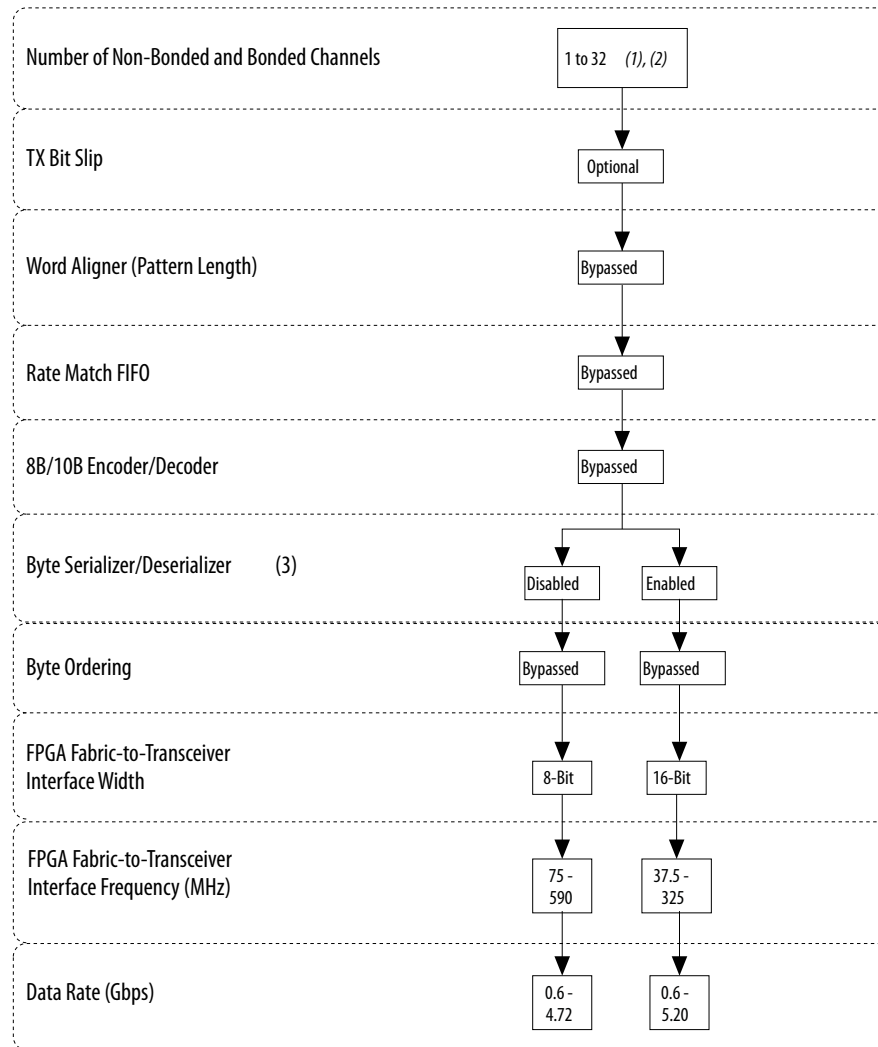 Number of Non-Bonded and Bonded Channels
1 to 32 (1), (2)
TX Bit Slip
Optional
Word Aligner (Pattern Length)
Bypassed
Rate Match FIFO
Bypassed
8B/10B Encoder/Decoder
Bypassed
Byte Serializer/Deserializer (3)
Disabled
Enabled
Byte Ordering
Bypassed
Bypassed
FPGA Fabric-to-Transceiver
Interface Width
8-Bit
16-Bit
FPGA Fabric-to-Transceiver
Interface Frequency (MHz)
75 -
590
37.5 -
325
Data Rate (Gbps)
0.6 -
4.72
0.6 -
5.20